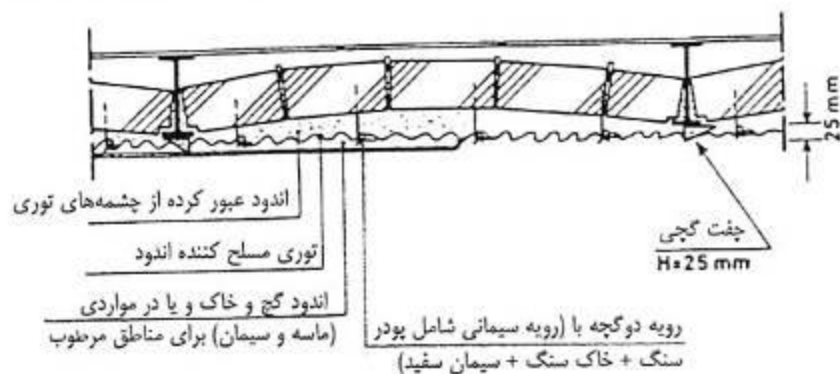 25 mm
اندود عبور کرده از چشمه‌های توری
جفت گچی
H=25 mm
توری مسلح کننده اندود
اندود گچ و خاک و یا در مواردی
(ماسه و سیمان) برای مناطق مرطوب
رویه دوگچه با (رویه سیمانی شامل پودر
سنگ + خاک سنگ + سیمان سفید)